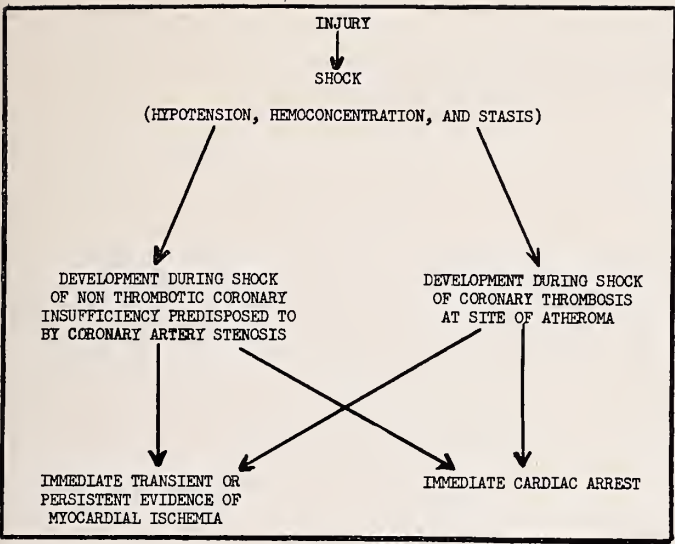 INJURY
SHOCK
(HYPOTENSION, HEMOCONCENTRATION, AND STASIS)
DEVELOPMENT DURING SHOCK
OF NON THROMBOTIC CORONARY
INSUFFICIENCY PREDISPOSED TO
BY CORONARY ARTERY STENOSIS
DEVELOPMENT DURING SHOCK
OF CORONARY THROMBOSIS
AT SITE OF ATHEROMA
IMMEDIATE TRANSIENT OR
PERSISTENT EVIDENCE OF
MYOCARDIAL ISCHEMIA
IMMEDIATE CARDIAC ARREST